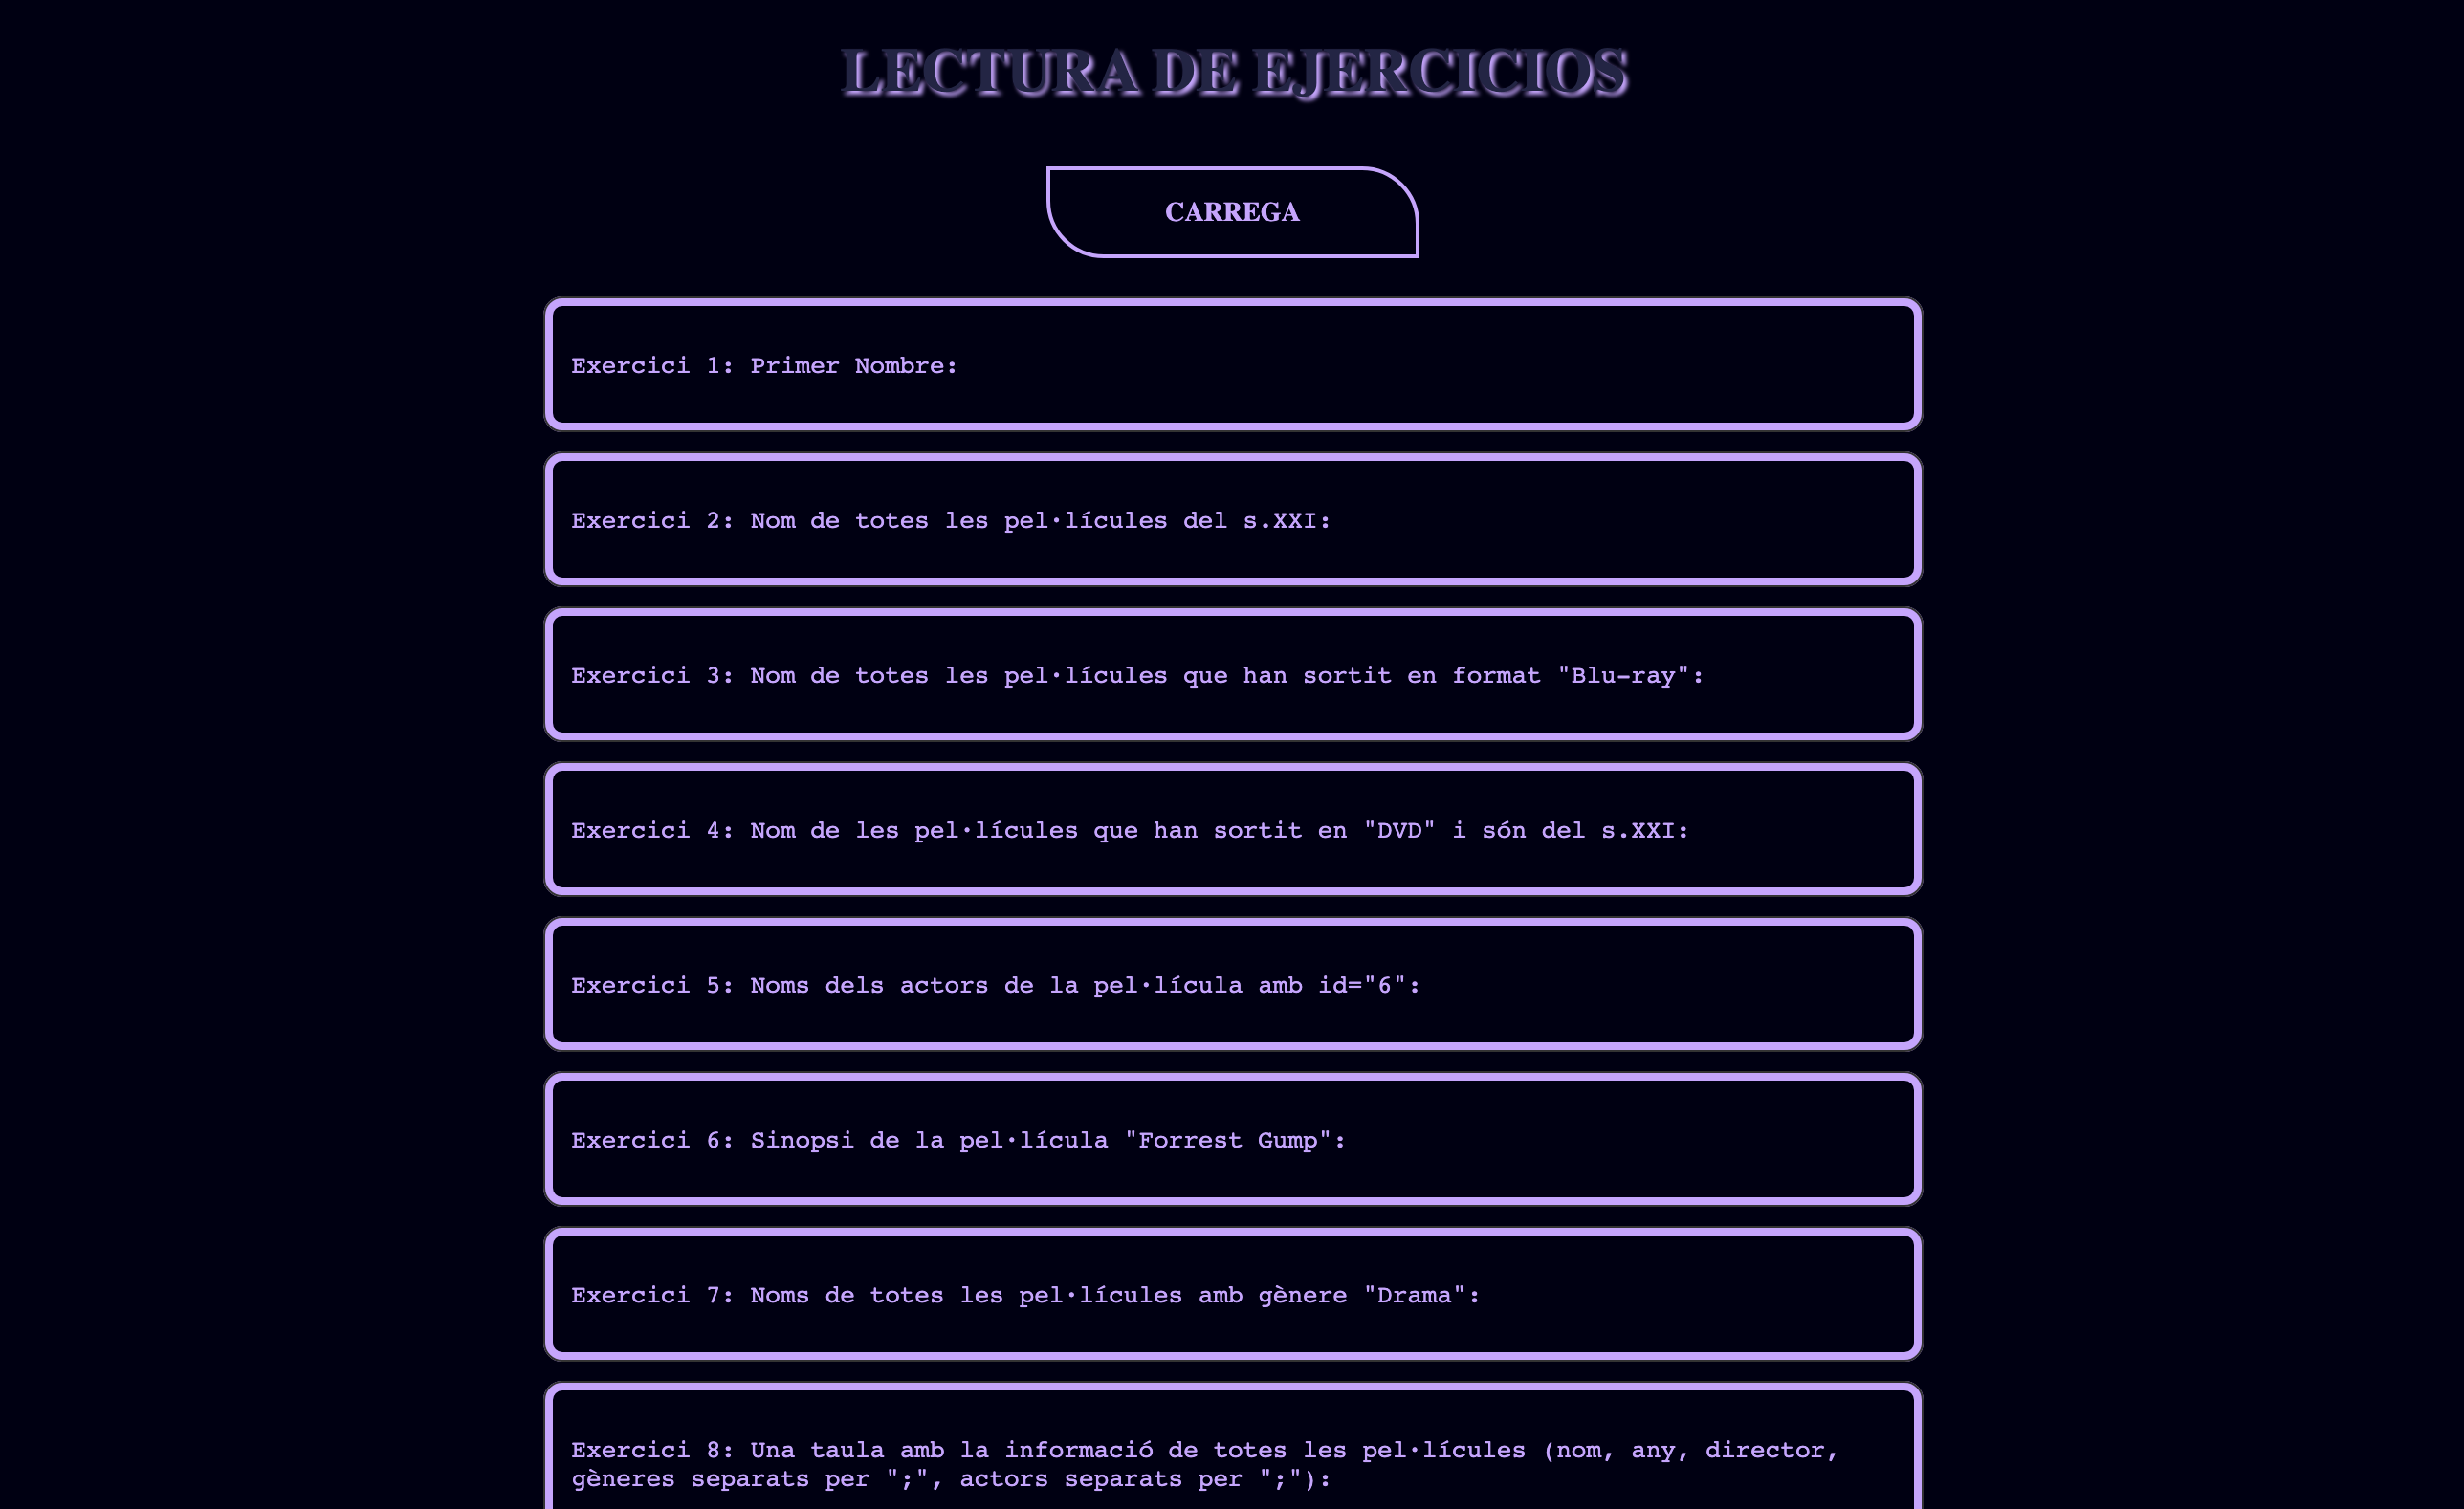 LECTURA DE EJERCICIOS
CARREGA
Exercici 1: Primer Nombre:
Exercici 2: Nom de totes les pel·lícules del s.XXI:
Exercici 3: Nom de totes les pel·lícules que han sortit en format "Blu-ray":
Exercici 4: Nom de les pel·lícules que han sortit en "DVD" i són del s.XXI:
Exercici 5: Noms dels actors de la pel·lícula amb id="6":
Exercici 6: Sinopsi de la pel·lícula "Forrest Gump":
Exercici 7: Noms de totes les pel·lícules amb gènere "Drama":
Exercici 8: Una taula amb la informació de totes les pel·lícules (nom, any, director,
gèneres separats per ";", actors separats per ";"):